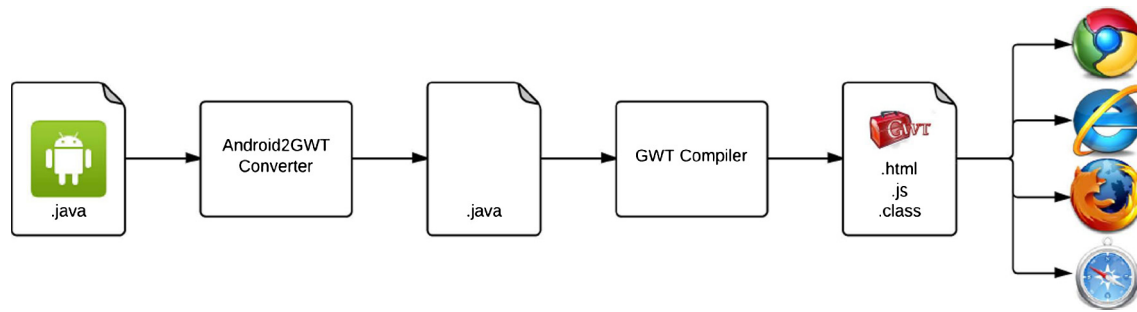 .java
Android2GWT
Converter
.java
GWT Compiler
GWT
.html
.js
.class